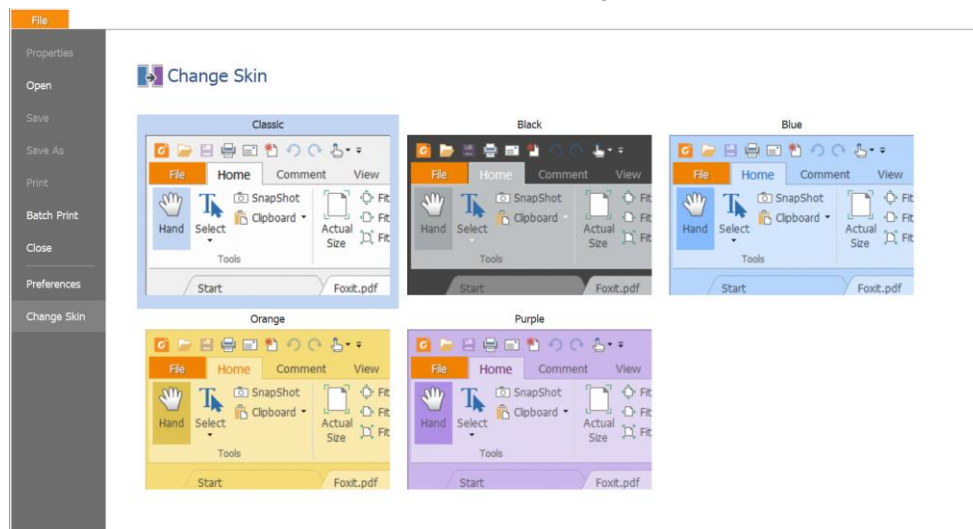 File
Properties
Open
Save
Save As
Print
Batch Print
Close
Preferences
Change Skin
Change Skin
Classic
File Home Comment View
Hand
Select
SnapShot
Clipboard
Actual
Size
Fit
Fit
Fit
Tools
Start Foxit.pdf
Black
File Home Comment View
Hand
Select
SnapShot
Clipboard
Actual
Size
Fit
Fit
Fit
Tools
Start Foxit.pdf
Blue
File Home Comment View
Hand
Select
SnapShot
Clipboard
Actual
Size
Fit
Fit
Fit
Tools
Start Foxit.pdf
Orange
File Home Comment View
Hand
Select
SnapShot
Clipboard
Actual
Size
Fit
Fit
Fit
Tools
Start Foxit.pdf
Purple
File Home Comment View
Hand
Select
SnapShot
Clipboard
Actual
Size
Fit
Fit
Fit
Tools
Start Foxit.pdf